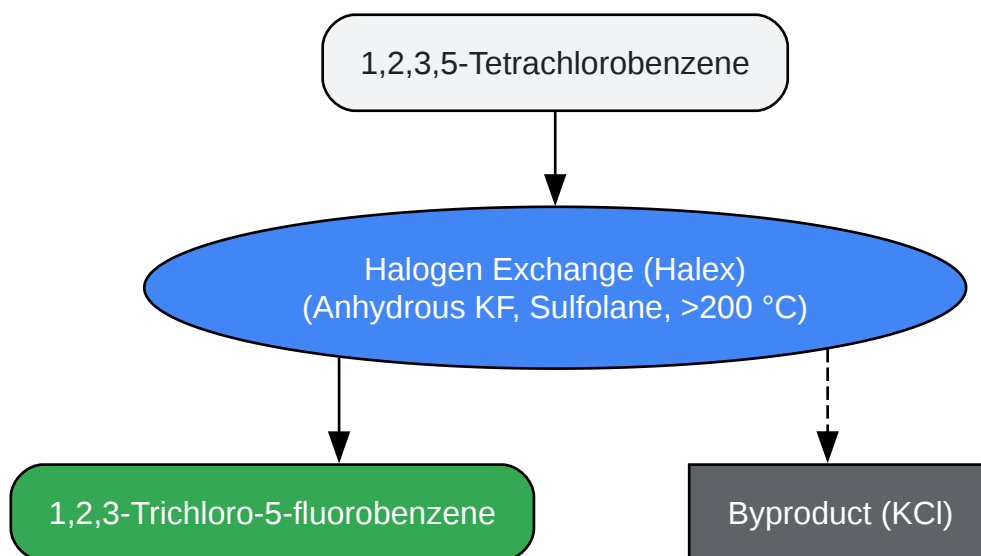 1,2,3,5-Tetrachlorobenzene
Halogen Exchange (Halex)
(Anhydrous KF, Sulfolane, >200 °C)
1,2,3-Trichloro-5-fluorobenzene
Byproduct (KCl)